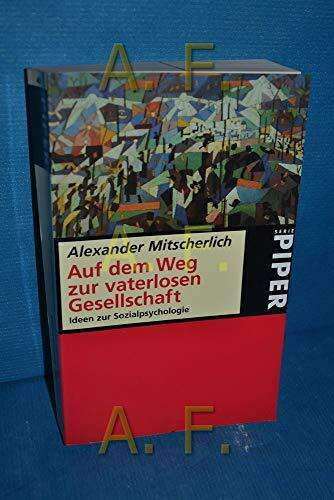 A. F.
Alexander Mitscherlich
Auf dem Weg
zur vaterlosen
Gesellschaft
Ideen zur Sozialpsychologie
SERIE
PIPER
A. F.
A. F.
A. F.